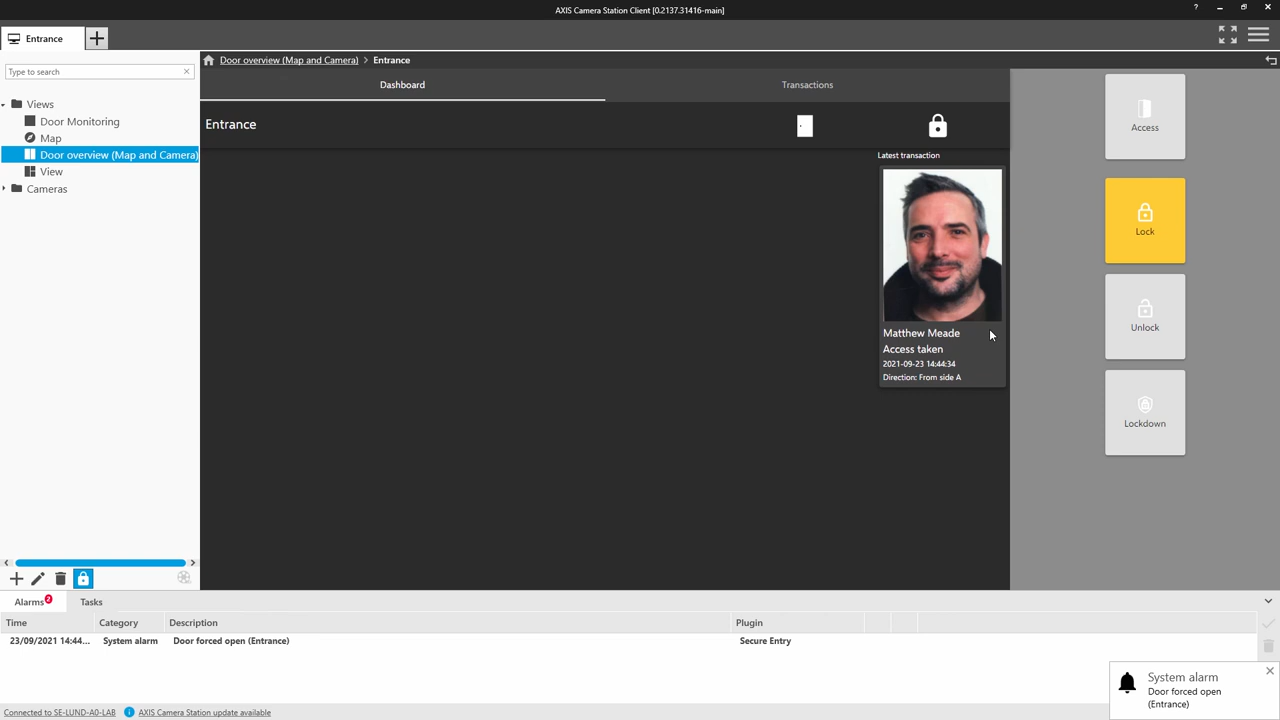 AXIS Camera Station Client [0.2137.31416-main]
Entrance
Type to search
Door overview (Map and Camera) > Entrance
Views
Door Monitoring
Map
Door overview (Map and Camera)
View
Cameras
Dashboard
Transactions
Entrance
Latest transaction
Matthew Meade
Access taken
2021-09-23 14:44:34
Direction: From side A
Access
Lock
Unlock
Lockdown
Alarms 2
Tasks
Time Category Description Plugin
23/09/2021 14:44... System alarm Door forced open (Entrance) Secure Entry
System alarm
Door forced open
(Entrance)
Connected to SE-LUND-A0-LAB
AXIS Camera Station update available